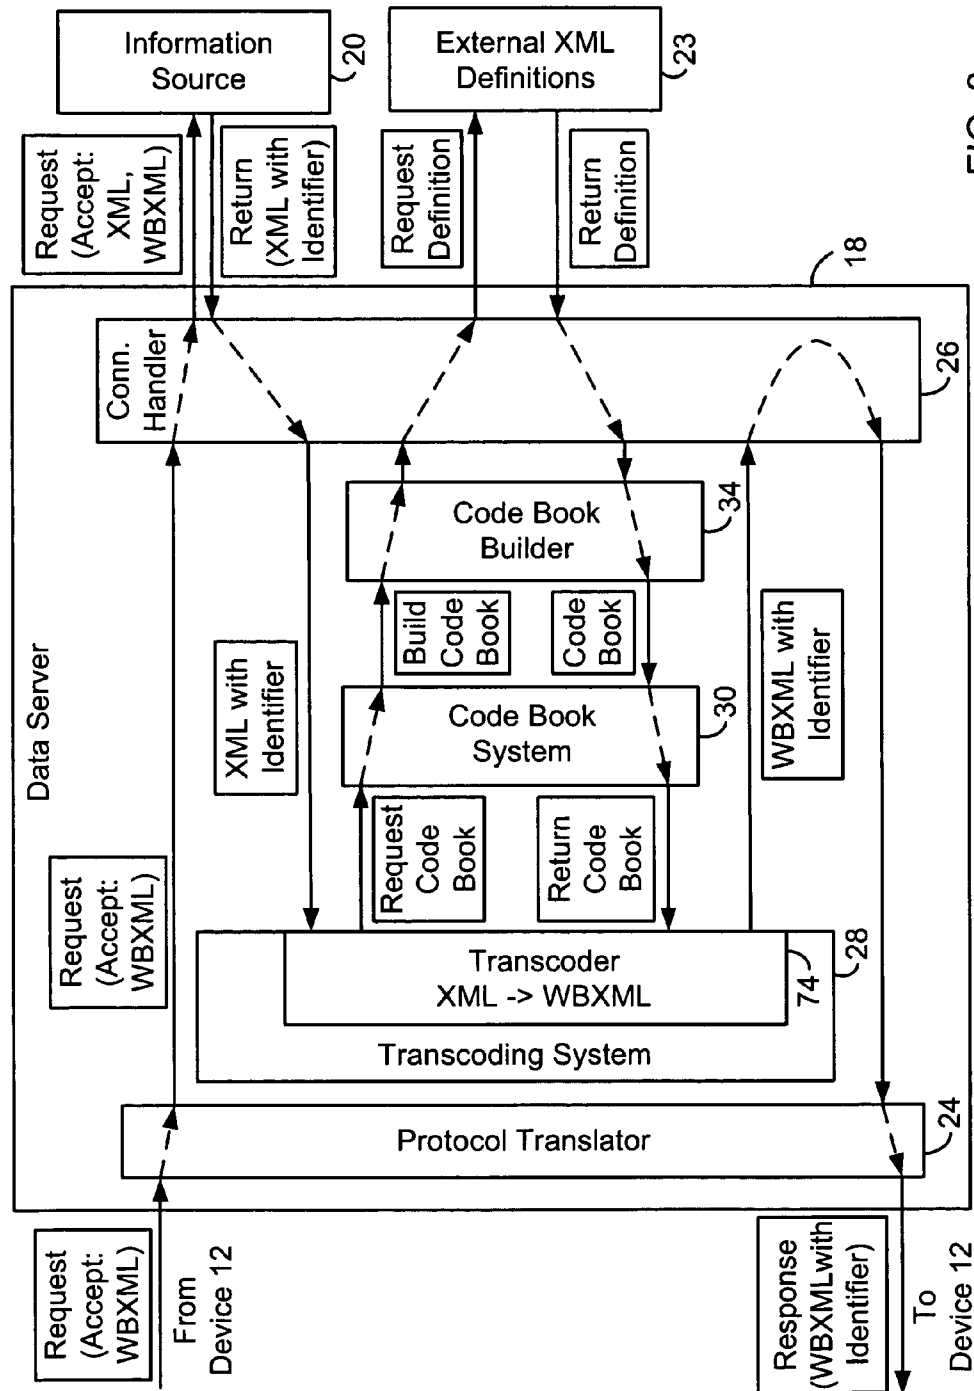 Information
Source
20
External XML
Definitions
23
Request
(Accept:
XML,
WBXML)
Return
(XML with
Identifier)
Request
Definition
Return
Definition
FIG.
18
Conn.
Handler
26
Data Server
Code Book
Builder
34
XML with
Identifier
Build
Code
Book
Code
Book
WBXML with
Identifier
Code Book
System
30
Request
(Accept:
WBXML)
Request
Code
Book
Return
Code
Book
Transcoder
XML -> WBXML
74
Transcoding System
28
Protocol Translator
24
Request
(Accept:
WBXML)
From
Device 12
Response
(WBXMLwith
Identifier)
To
Device 12